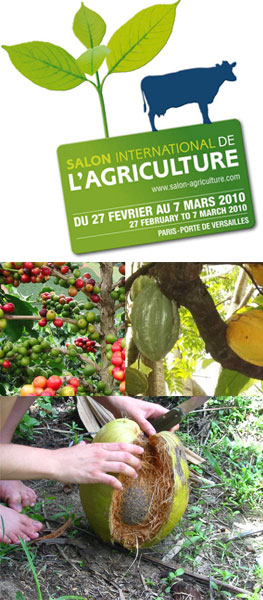 SALON INTERNATIONAL DE
L'AGRICULTURE
www.salon-agriculture.com
DU 27 FEVRIER AU 7 MARS 2010
27 FEBRUARY TO 7 MARCH 2010
PARIS-PORTE DE VERSAILLES